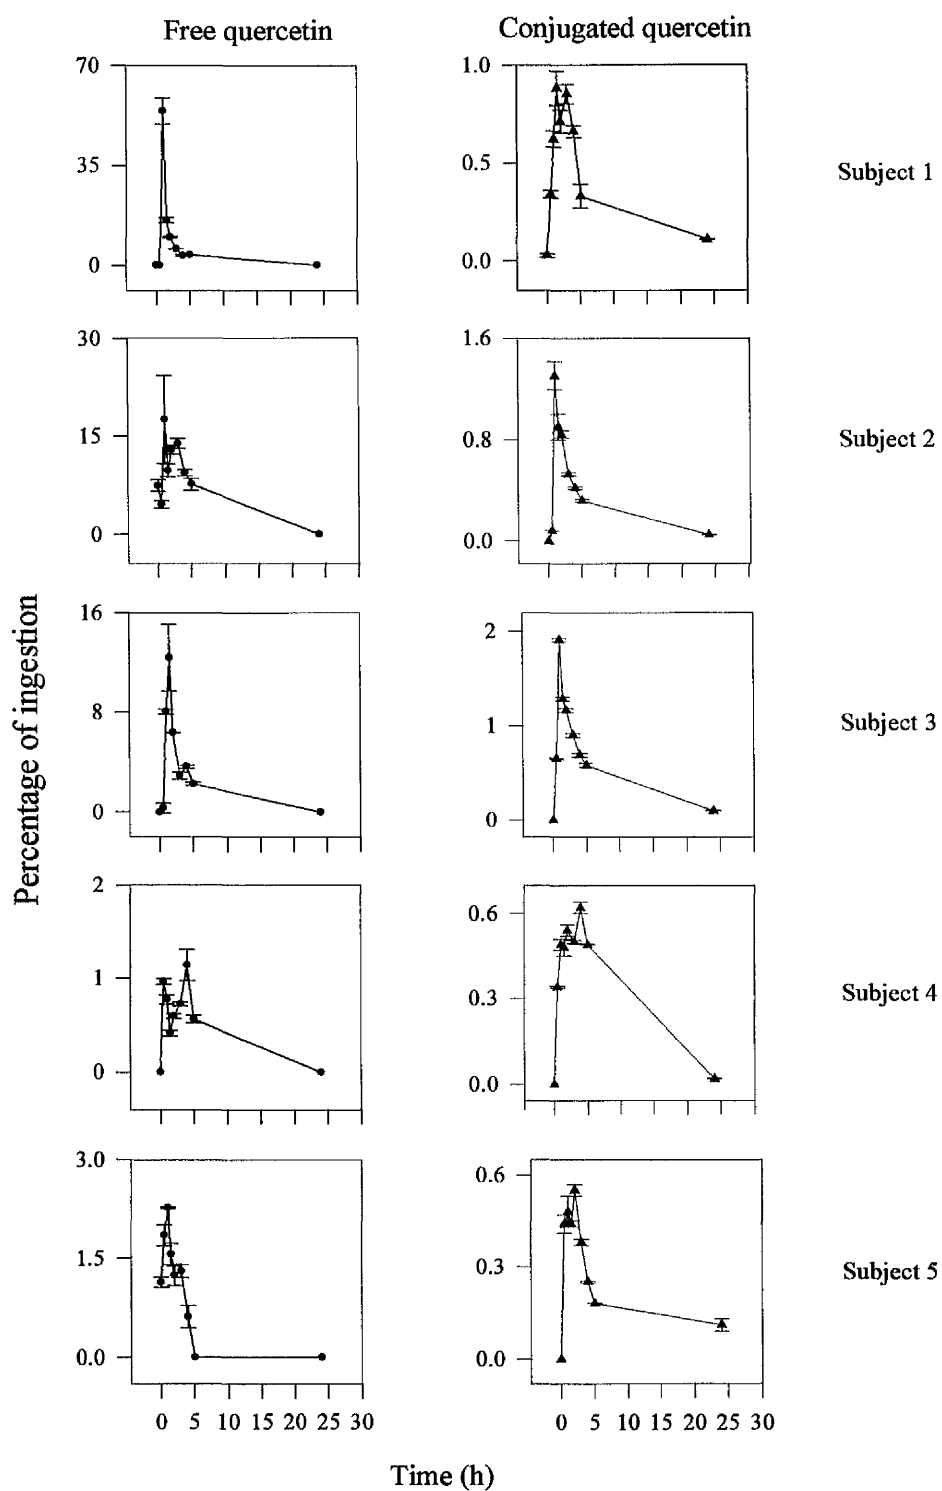 Free quercetin
Conjugated quercetin
70
35
0
1.0
0.5
0.0
Subject 1
30
15
0
1.6
0.8
0.0
Subject 2
Percentage of ingestion
16
8
0
2
1
0
Subject 3
2
1
0
0.6
0.3
0.0
Subject 4
3.0
1.5
0.0
0.6
0.3
0.0
Subject 5
0 5 10 15 20 25 30
0 5 10 15 20 25 30
Time (h)